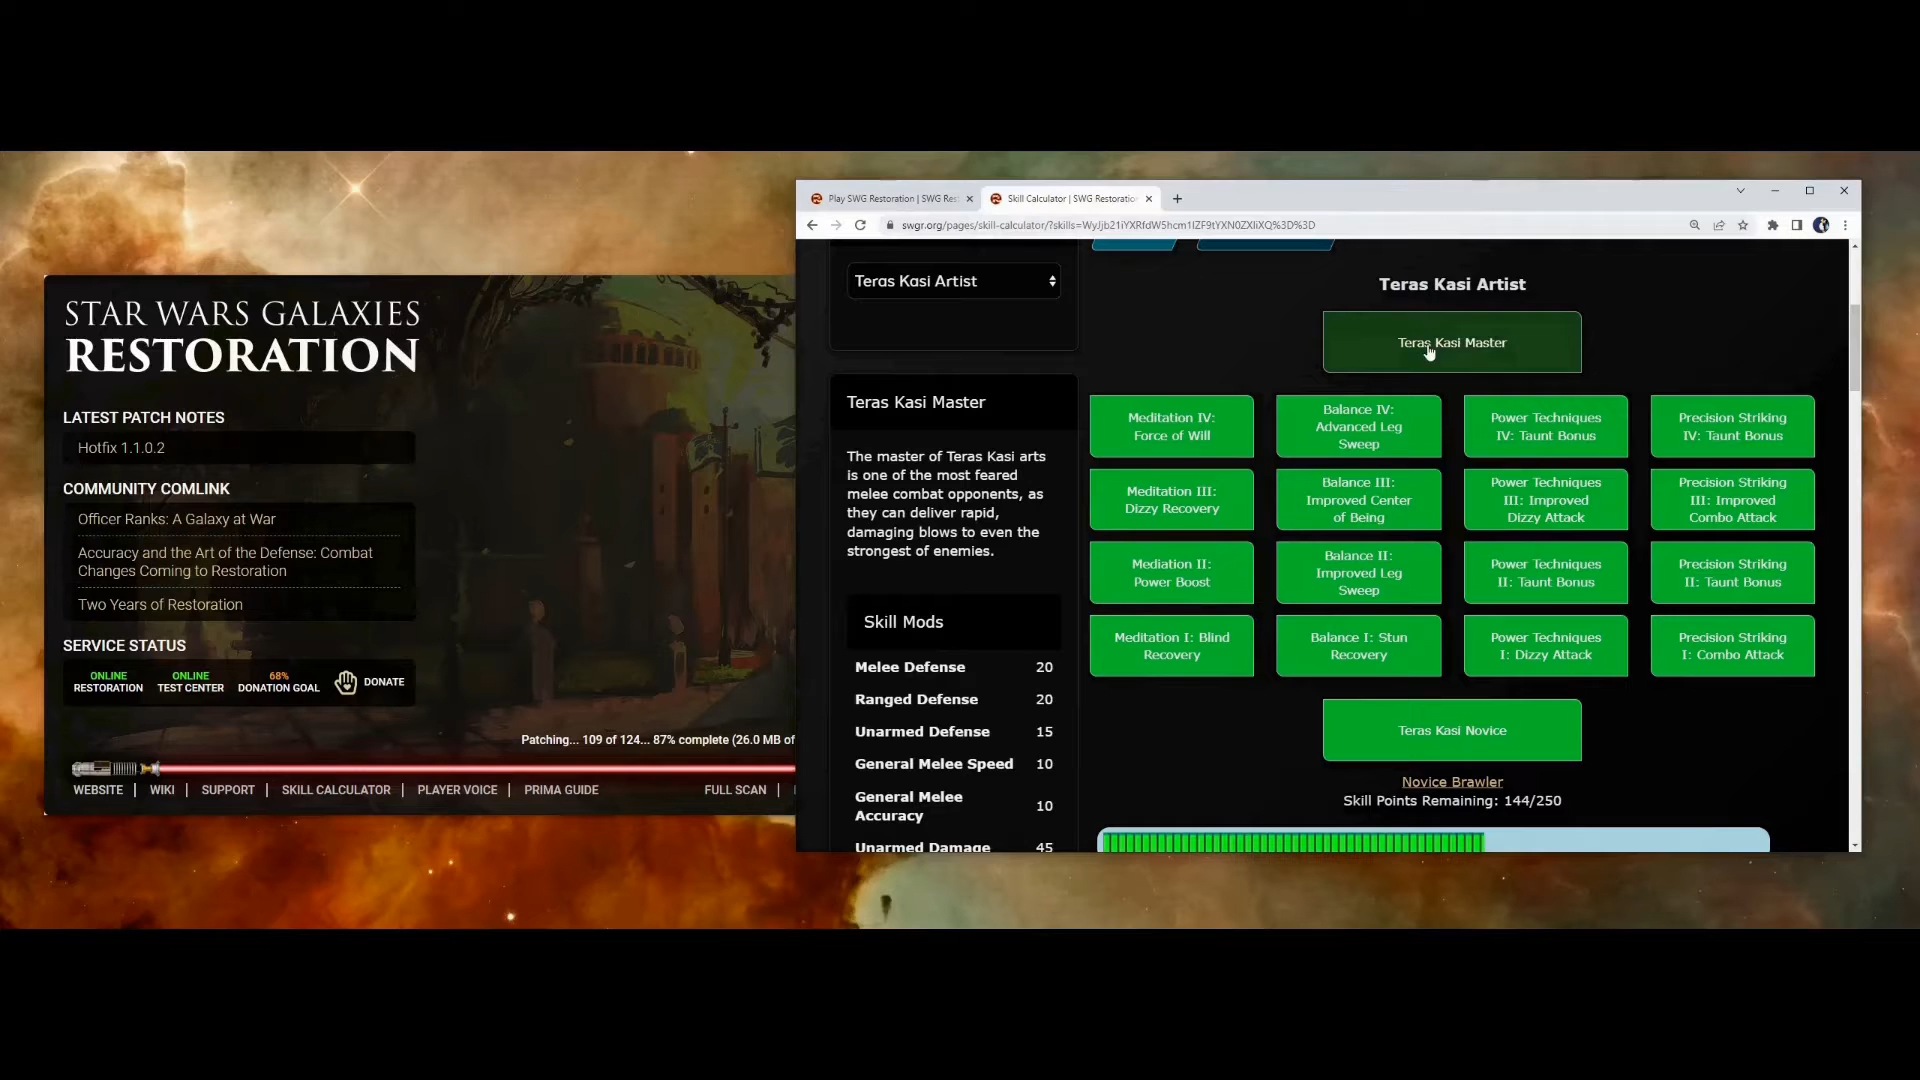 STAR WARS GALAXIES
RESTORATION
LATEST PATCH NOTES
Hotfix 1.1.0.2
COMMUNITY COMLINK
Officer Ranks: A Galaxy at War
Accuracy and the Art of the Defense: Combat
Changes Coming to Restoration
Two Years of Restoration
SERVICE STATUS
ONLINE
RESTORATION
ONLINE
TEST CENTER
68%
DONATION GOAL
DONATE
Patching... 109 of 124... 87% complete (26.0 MB of
WEBSITE | WIKI | SUPPORT | SKILL CALCULATOR | PLAYER VOICE | PRIMA GUIDE
FULL SCAN |
Play SWG Restoration | SWG Res
Skill Calculator | SWG Restoratio
swgr.org/pages/skill-calculator/?skills=
Teras Kasi Artist
Teras Kasi Master
The master of Teras Kasi arts
is one of the most feared
melee combat opponents, as
they can deliver rapid,
damaging blows to even the
strongest of enemies.
Skill Mods
Melee Defense 20
Ranged Defense 20
Unarmed Defense 15
General Melee Speed 10
General Melee
Accuracy 10
Unarmed Damage 45
Teras Kasi Artist
Teras Kasi Master
Meditation IV:
Force of Will
Balance IV:
Advanced Leg
Sweep
Power Techniques
IV: Taunt Bonus
Precision Striking
IV: Taunt Bonus
Meditation III:
Dizzy Recovery
Balance III:
Improved Center
of Being
Power Techniques
III: Improved
Dizzy Attack
Precision Striking
III: Improved
Combo Attack
Mediation II:
Power Boost
Balance II:
Improved Leg
Sweep
Power Techniques
II: Taunt Bonus
Precision Striking
II: Taunt Bonus
Meditation I: Blind
Recovery
Balance I: Stun
Recovery
Power Techniques
I: Dizzy Attack
Precision Striking
I: Combo Attack
Teras Kasi Novice
Novice Brawler
Skill Points Remaining: 144/250